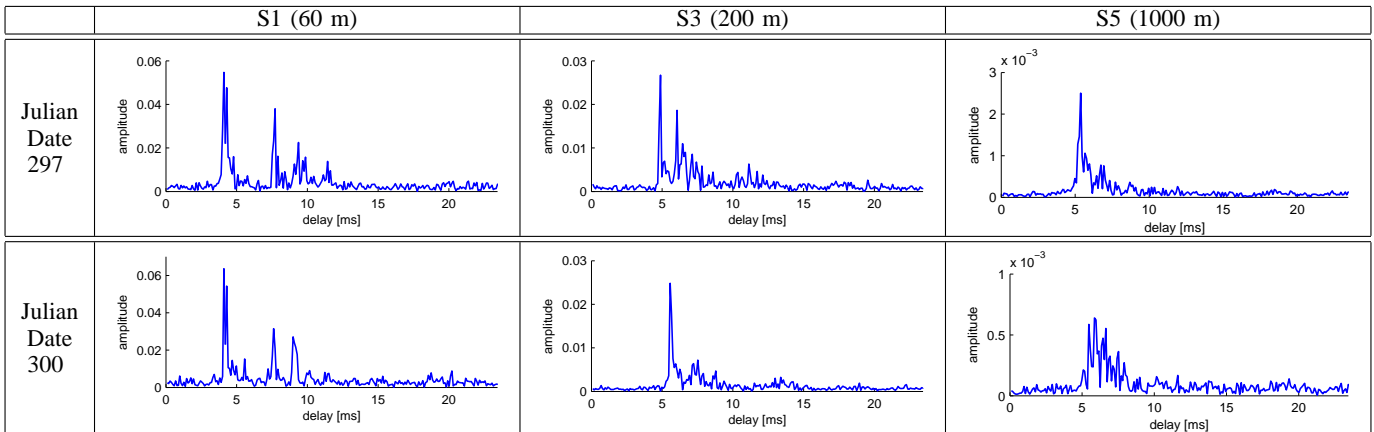 S1 (60 m)
S3 (200 m)
S5 (1000 m)
Julian
Date
297
0.06
0.04
0.02
0
amplitude
0 5 10 15 20
delay [ms]
0.03
0.02
0.01
0
amplitude
0 5 10 15 20
delay [ms]
x 10⁻³
3
2
1
0
amplitude
0 5 10 15 20
delay [ms]
Julian
Date
300
0.06
0.04
0.02
0
amplitude
0 5 10 15 20
delay [ms]
0.03
0.02
0.01
0
amplitude
0 5 10 15 20
delay [ms]
x 10⁻³
1
0.5
0
amplitude
0 5 10 15 20
delay [ms]